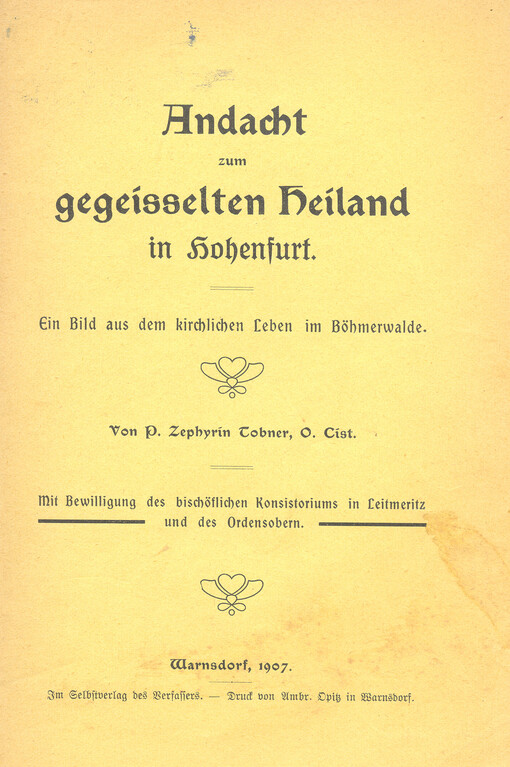 Andacht
zum
gegeisselten Heiland
in Hohenfurt.
Ein Bild aus dem kirchlichen Leben im Böhmerwalde.
Von P. Zephyrin Tobner, O. Cist.
Mit Bewilligung des bischöflichen Konsistoriums in Leitmeritz
und des Ordensobern.
Warnsdorf, 1907.
Im Selbstverlag des Verfassers. — Druck von Ambr. Opitz in Warnsdorf.